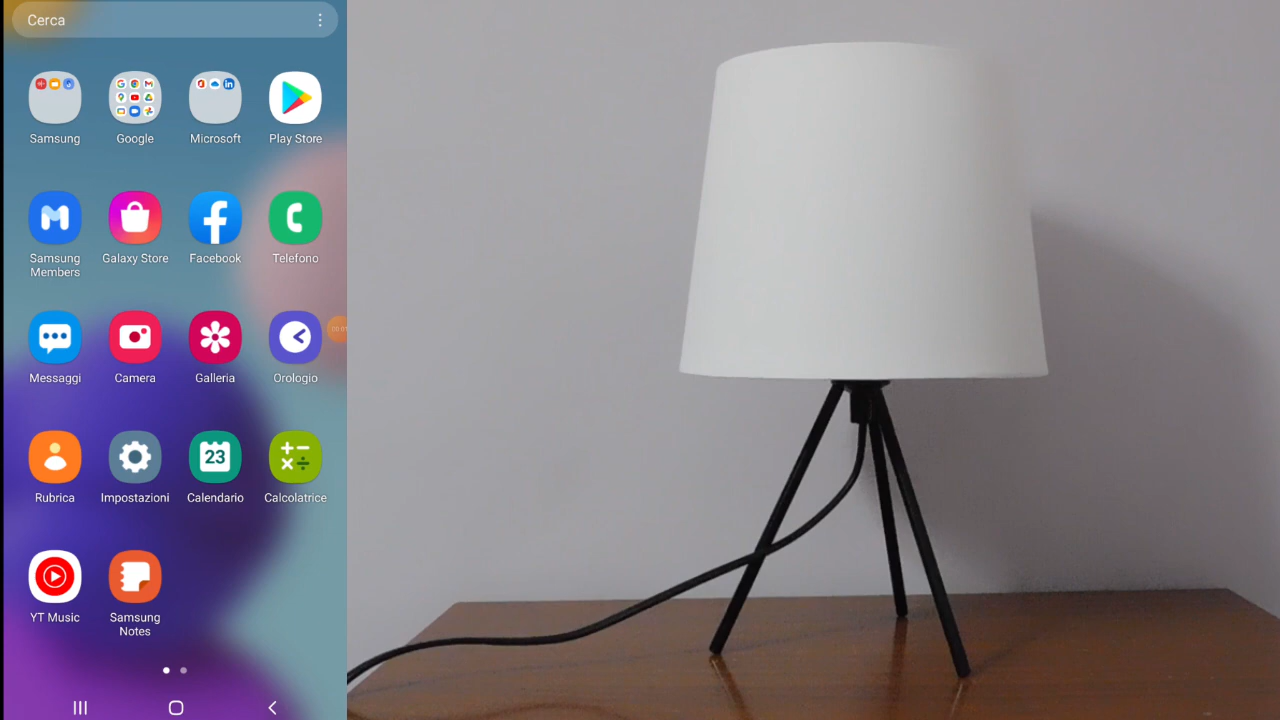 Cerca
Samsung
Google
Microsoft
Play Store
Samsung
Members
Galaxy Store
Facebook
Telefono
Messaggi
Camera
Galleria
Orologio
Rubrica
Impostazioni
23
Calendario
Calcolatrice
YT Music
Samsung
Notes